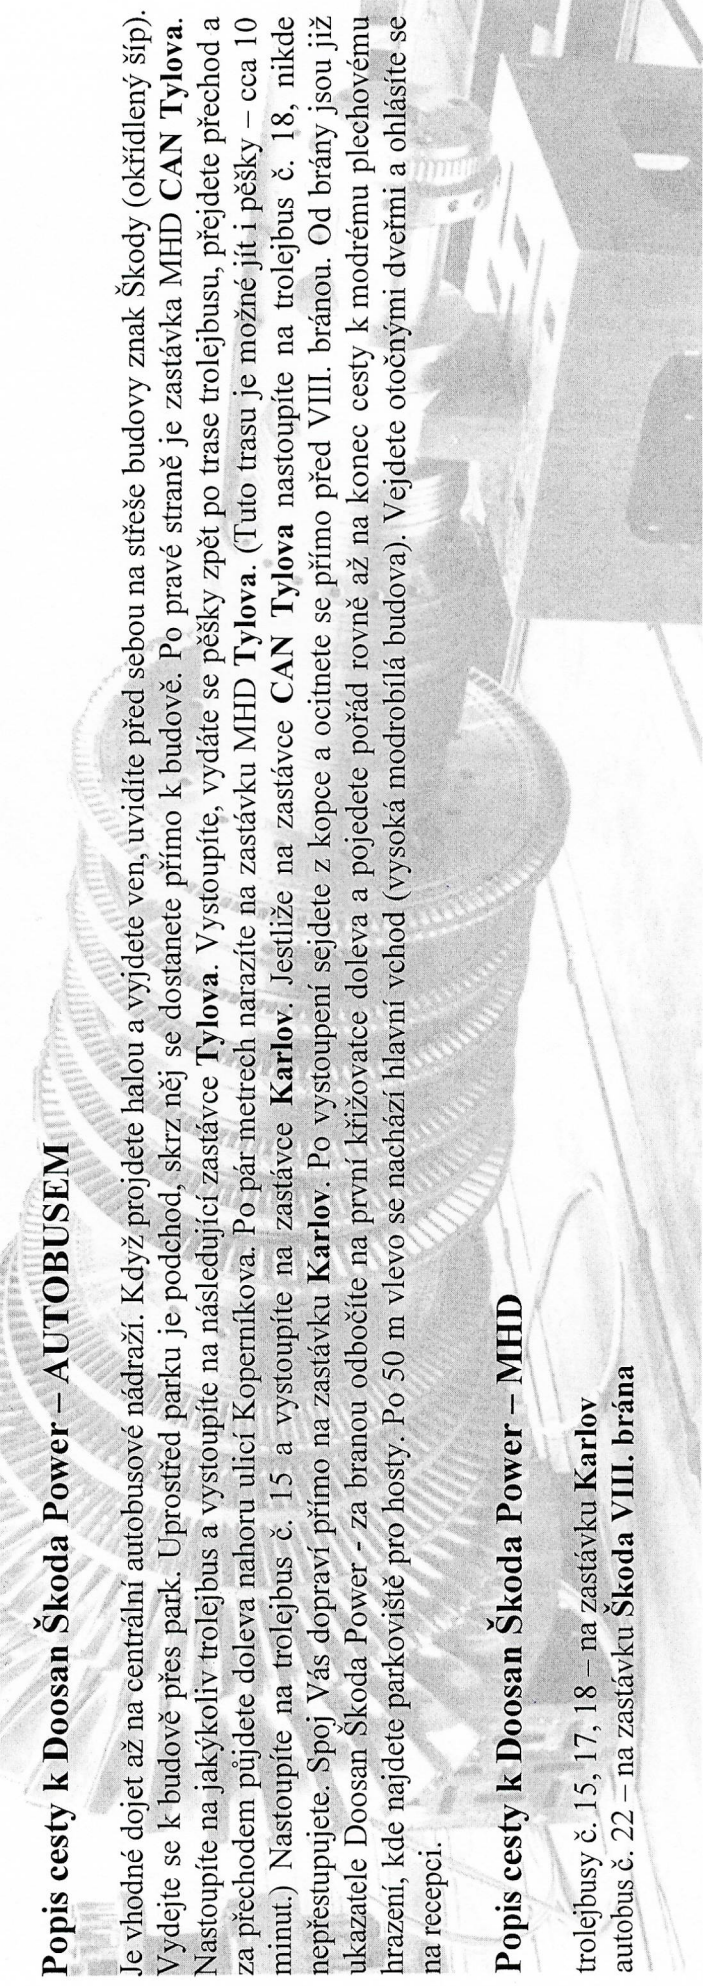 Popis cesty k Doosan Škoda Power – AUTOBUSEM
Je vhodné dojet až na centrální autobusové nádraží. Když projdete halou a vyjdete ven, uvidíte před sebou na střeše budovy znak Škody (okřídlený šíp).
Vydejte se k budově přes park. Uprostřed parku je podchod, skrz něj se dostanete přímo k budově. Po pravé straně je zastávka MHD CAN Tylova.
Nastoupíte na jakýkoliv trolejbus a vystoupíte na následující zastávce Tylova. Vystoupíte, vydáte se pěšky zpět po trase trolejbusu, přejdete přechod a
za přechodem půjdete doleva nahoru ulicí Koperníkova. Po pár metrech narazíte na zastávku MHD Tylova. (Tuto trasu je možné jít i pěšky – cca 10
minut.) Nastoupíte na trolejbus č. 15 a vystoupíte na zastávce Karlov. Jestliže na zastávce CAN Tylova nastoupíte na trolejbus č. 18, nikde
nepřestupujete. Spoj Vás dopraví přímo na zastávku Karlov. Po vystoupení sejdete z kopce a ocitnete se přímo před VIII. bránou. Od brány jsou již
ukazatele Doosan Škoda Power - za branou odbočíte na první křižovatce doleva a pojedete pořád rovně až na konec cesty k modrému plechovému
hrazení, kde najdete parkoviště pro hosty. Po 50 m vlevo se nachází hlavní vchod (vysoká modrobílá budova). Vejdete otočnými dveřmi a ohlásíte se
na recepci.
Popis cesty k Doosan Škoda Power – MHD
trolejbusy č. 15, 17, 18 – na zastávku Karlov
autobus č. 22 – na zastávku Škoda VIII. brána